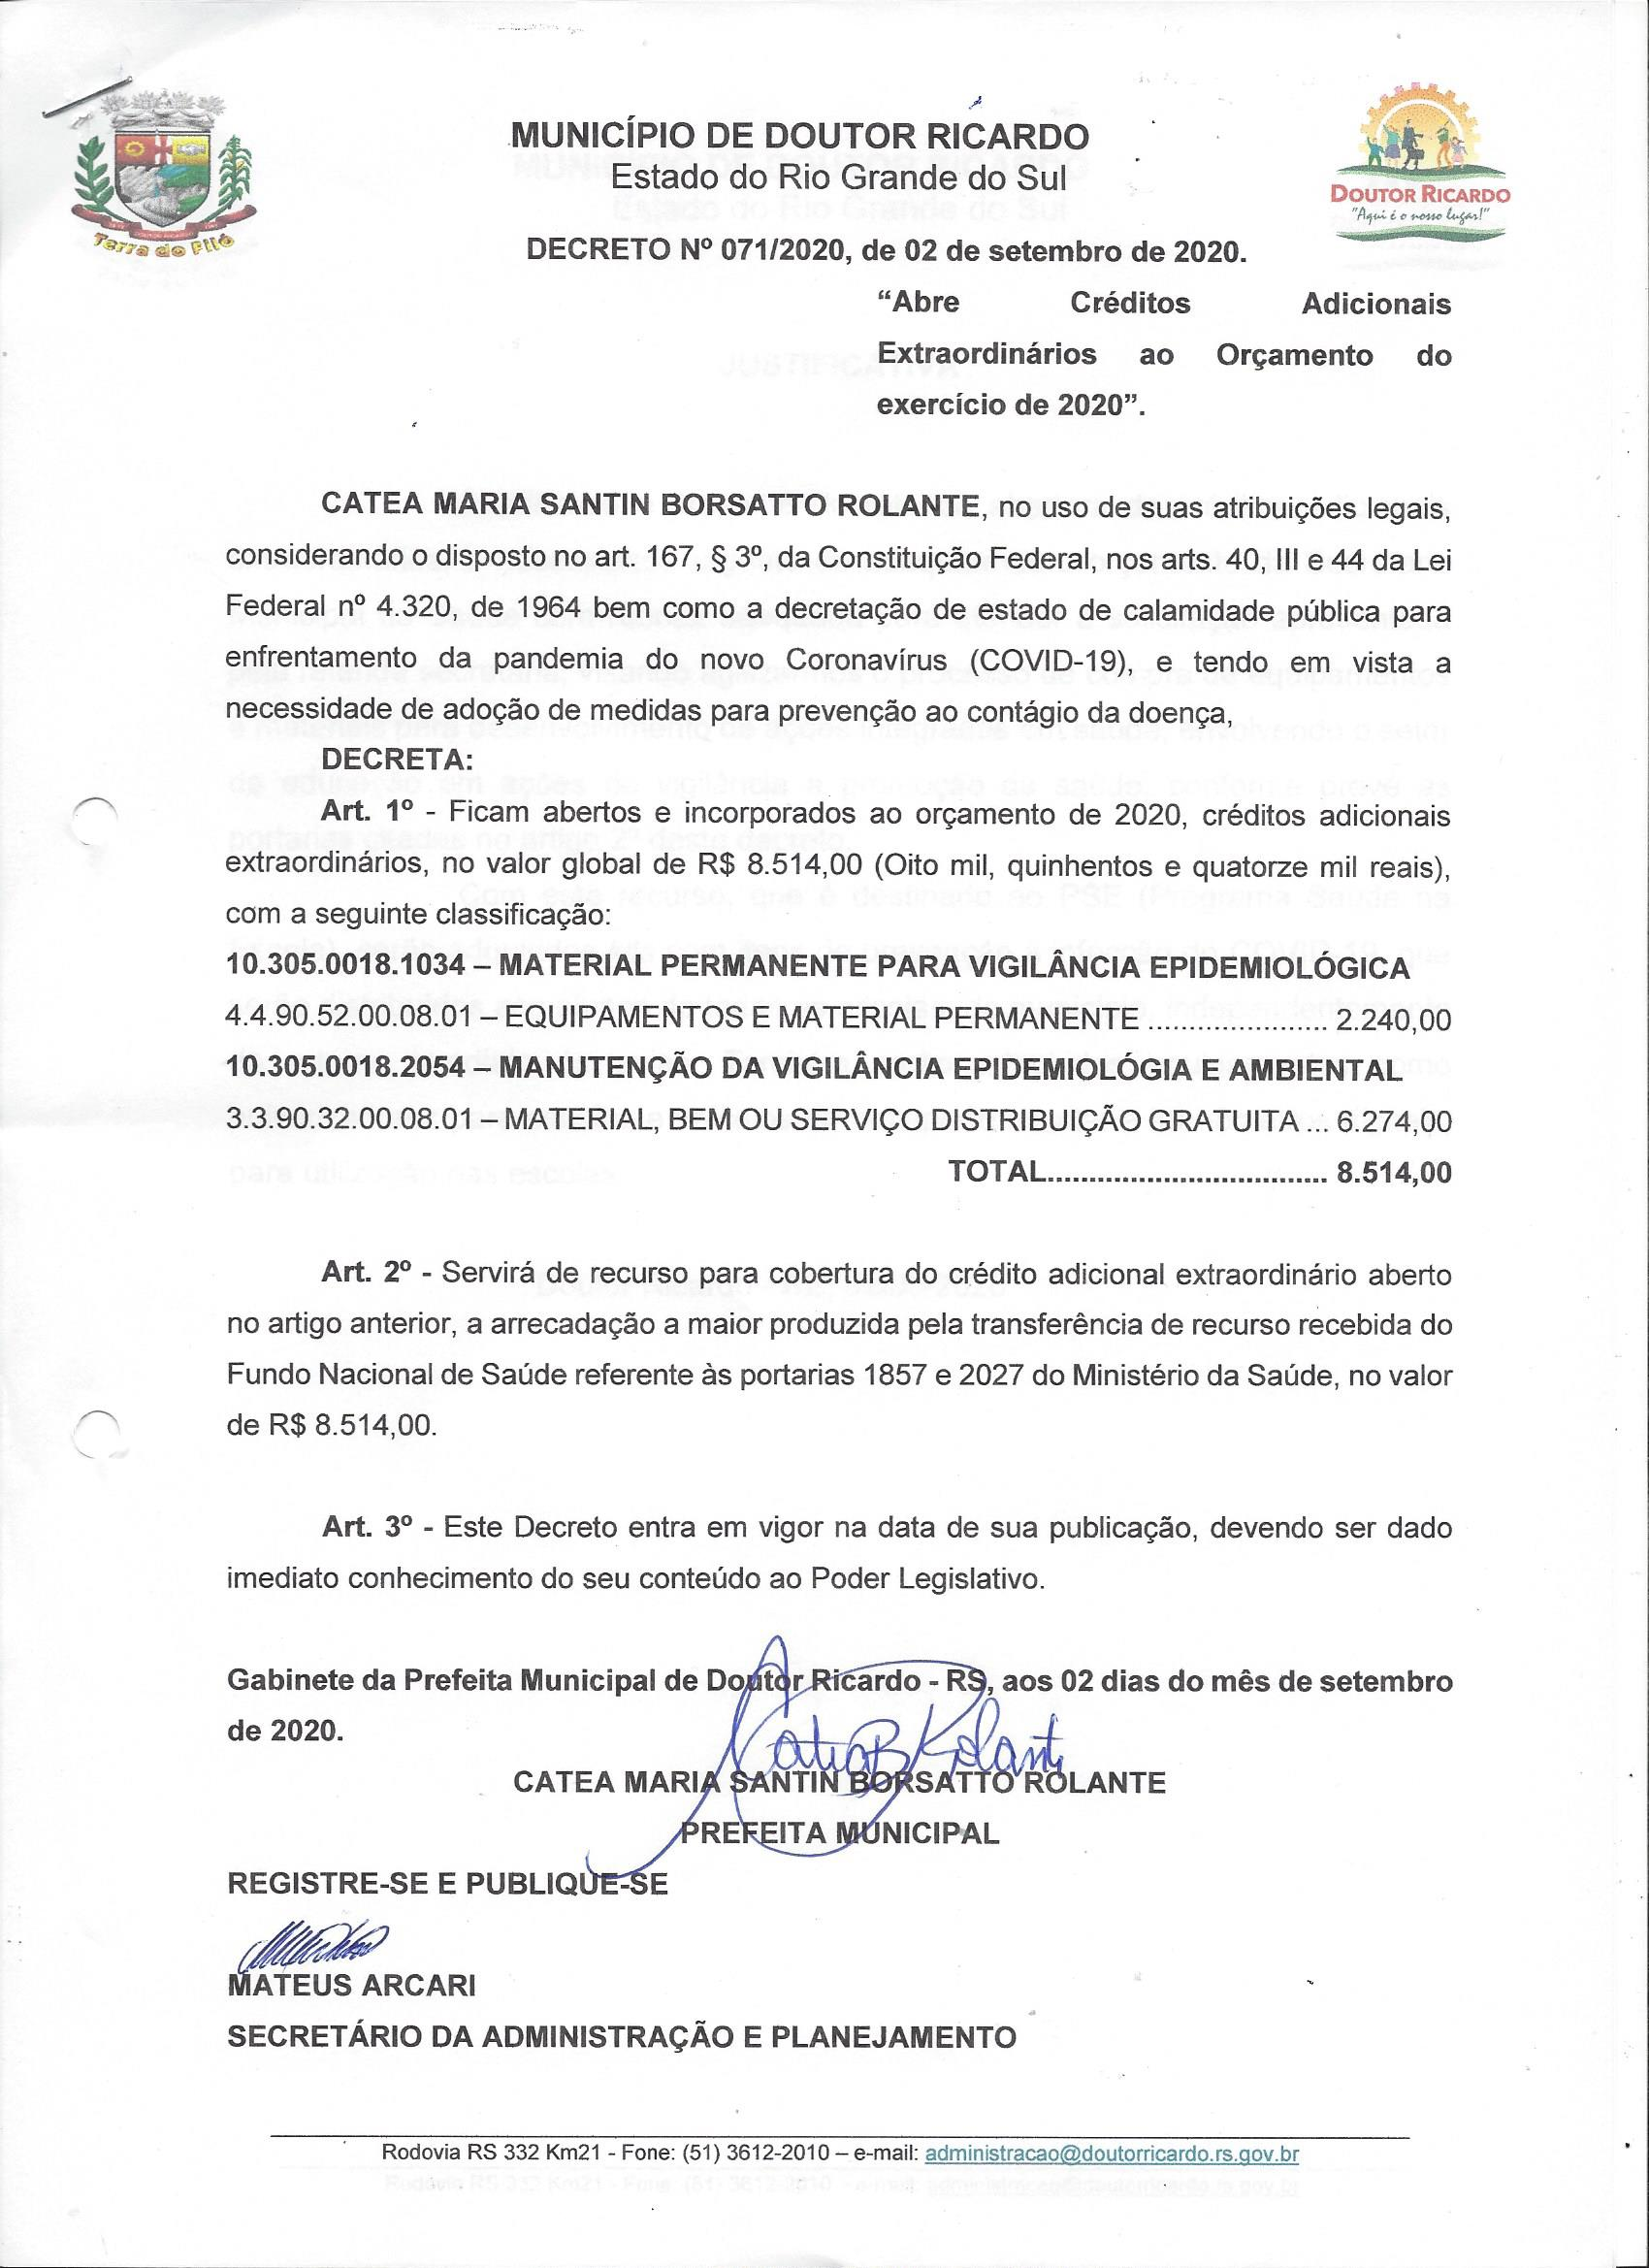 MUNICÍPIO DE DOUTOR RICARDO
Estado do Rio Grande do Sul
Terra do Filó
DOUTOR RICARDO
"Aqui é o nosso lugar!"
DECRETO Nº 071/2020, de 02 de setembro de 2020.
“Abre Créditos Adicionais
Extraordinários ao Orçamento do
exercício de 2020”.
CATEA MARIA SANTIN BORSATTO ROLANTE, no uso de suas atribuições legais,
considerando o disposto no art. 167, § 3º, da Constituição Federal, nos arts. 40, III e 44 da Lei
Federal nº 4.320, de 1964 bem como a decretação de estado de calamidade pública para
enfrentamento da pandemia do novo Coronavírus (COVID-19), e tendo em vista a
necessidade de adoção de medidas para prevenção ao contágio da doença,
DECRETA:
Art. 1º - Ficam abertos e incorporados ao orçamento de 2020, créditos adicionais
extraordinários, no valor global de R$ 8.514,00 (Oito mil, quinhentos e quatorze mil reais),
com a seguinte classificação:
10.305.0018.1034 – MATERIAL PERMANENTE PARA VIGILÂNCIA EPIDEMIOLÓGICA
4.4.90.52.00.08.01 – EQUIPAMENTOS E MATERIAL PERMANENTE ..................... 2.240,00
10.305.0018.2054 – MANUTENÇÃO DA VIGILÂNCIA EPIDEMIOLÓGIA E AMBIENTAL
3.3.90.32.00.08.01 – MATERIAL, BEM OU SERVIÇO DISTRIBUIÇÃO GRATUITA ... 6.274,00
TOTAL.................................. 8.514,00
Art. 2º - Servirá de recurso para cobertura do crédito adicional extraordinário aberto
no artigo anterior, a arrecadação a maior produzida pela transferência de recurso recebida do
Fundo Nacional de Saúde referente às portarias 1857 e 2027 do Ministério da Saúde, no valor
de R$ 8.514,00.
Art. 3º - Este Decreto entra em vigor na data de sua publicação, devendo ser dado
imediato conhecimento do seu conteúdo ao Poder Legislativo.
Gabinete da Prefeita Municipal de Doutor Ricardo - RS, aos 02 dias do mês de setembro
de 2020.
CATEA MARIA SANTIN BORSATTO ROLANTE
PREFEITA MUNICIPAL
REGISTRE-SE E PUBLIQUE-SE
MATEUS ARCARI
SECRETÁRIO DA ADMINISTRAÇÃO E PLANEJAMENTO
Rodovia RS 332 Km21 - Fone: (51) 3612-2010 – e-mail: administracao@doutorricardo.rs.gov.br